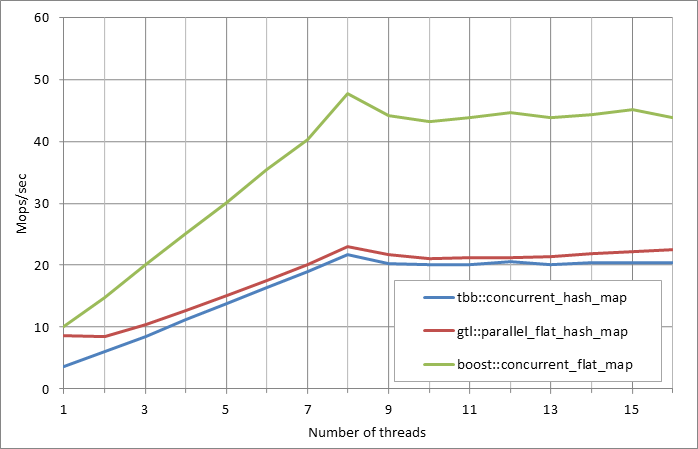 60
50
40
30
20
10
0
Mops/sec
1 3 5 7 9 11 13 15
Number of threads
tbb::concurrent_hash_map
gtl::parallel_flat_hash_map
boost::concurrent_flat_map